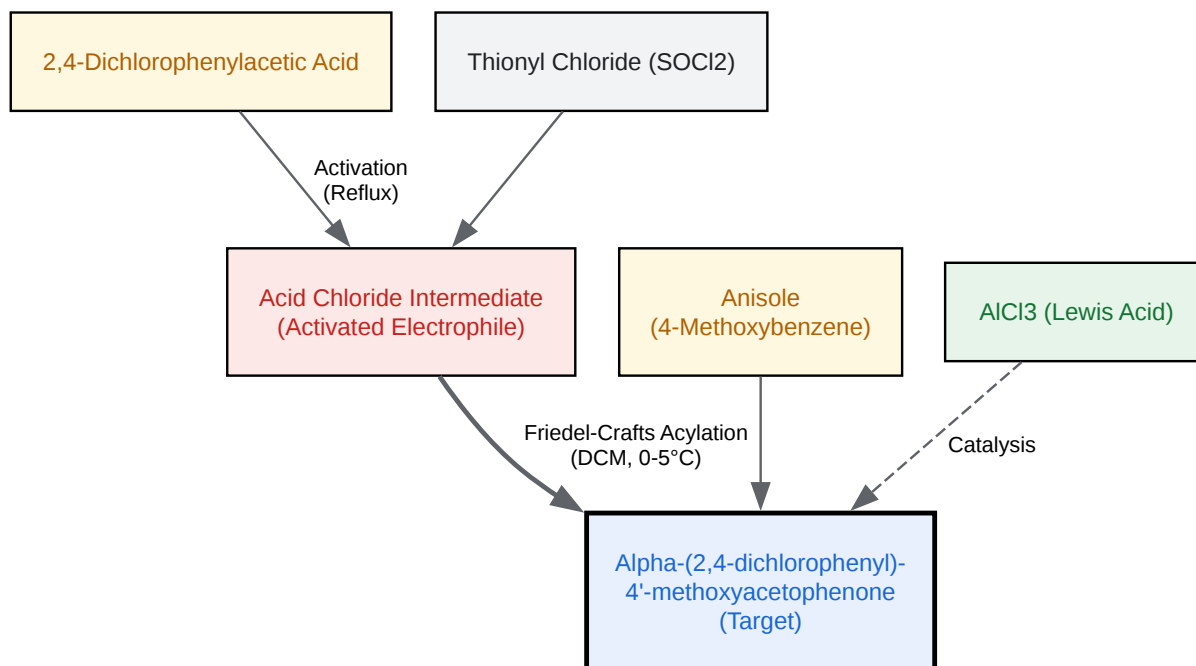 2,4-Dichlorophenylacetic Acid
Thionyl Chloride (SOCl2)
Activation
(Reflux)
Acid Chloride Intermediate
(Activated Electrophile)
Anisole
(4-Methoxybenzene)
AlCl3 (Lewis Acid)
Friedel-Crafts Acylation
(DCM, 0-5°C)
Catalysis
Alpha-(2,4-dichlorophenyl)-
4'-methoxyacetophenone
(Target)